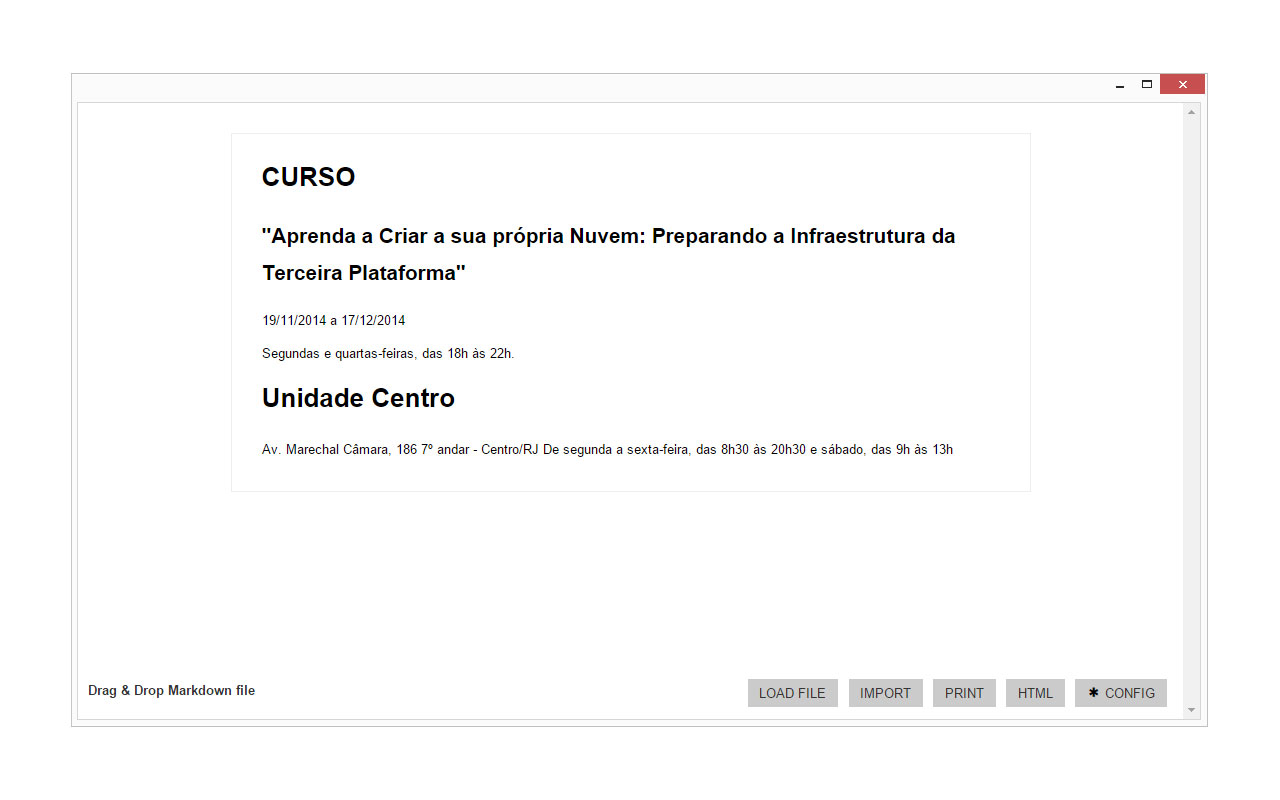 CURSO
"Aprenda a Criar a sua própria Nuvem: Preparando a Infraestrutura da
Terceira Plataforma"
19/11/2014 a 17/12/2014
Segundas e quartas-feiras, das 18h às 22h.
Unidade Centro
Av. Marechal Câmara, 186 7º andar - Centro/RJ De segunda a sexta-feira, das 8h30 às 20h30 e sábado, das 9h às 13h
Drag & Drop Markdown file
LOAD FILE IMPORT PRINT HTML ✱ CONFIG